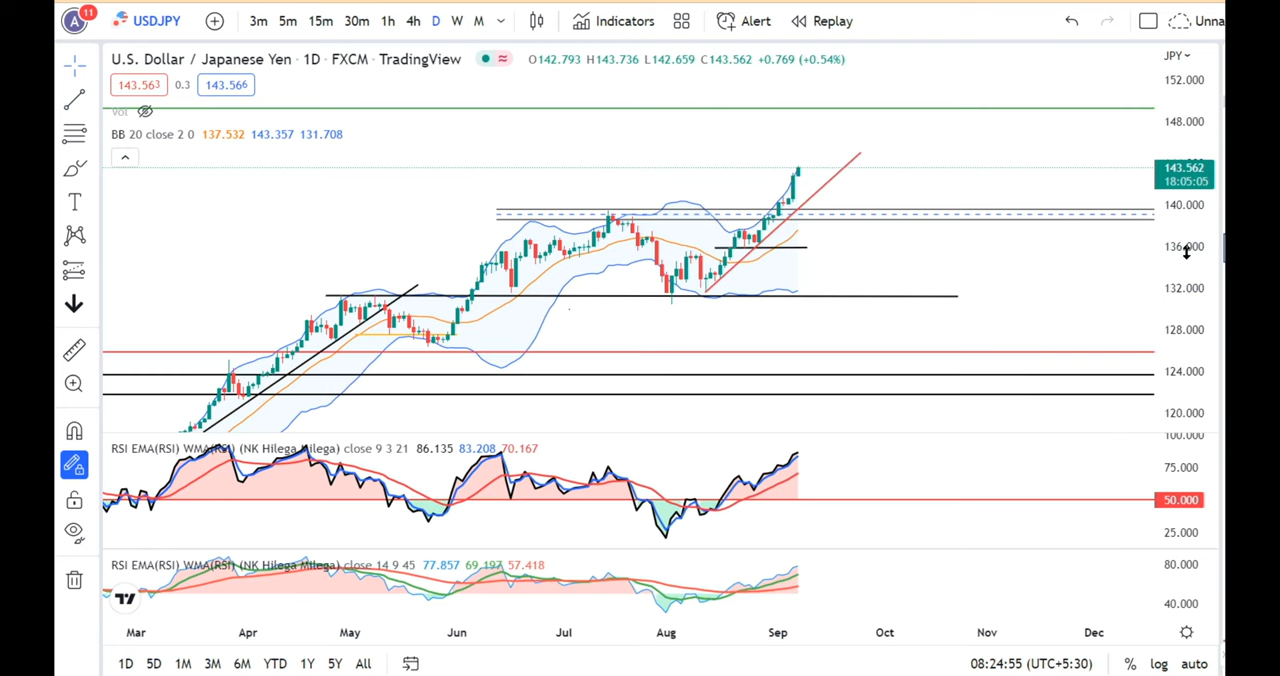 A 11 USDJPY 3m 5m 15m 30m 1h 4h D W M Indicators Alert Replay Unna
U.S. Dollar / Japanese Yen · 1D · FXCM · TradingView O142.793 H143.736 L142.659 C143.562 +0.769 (+0.54%) JPY
143.563 0.3 143.566
Vol
BB 20 close 2 0 137.532 143.357 131.708
152.000
148.000
143.562
18:05:05
140.000
136.000
132.000
128.000
124.000
120.000
100.000
RSI EMA(RSI) WMA(RSI) (NK Hilega Milega) close 9 3 21 86.135 83.208 70.167
75.000
50.000
25.000
RSI EMA(RSI) WMA(RSI) (NK Hilega Milega) close 14 9 45 77.857 69.197 57.418
80.000
40.000
Mar Apr May Jun Jul Aug Sep Oct Nov Dec
1D 5D 1M 3M 6M YTD 1Y 5Y All 08:24:55 (UTC+5:30) % log auto